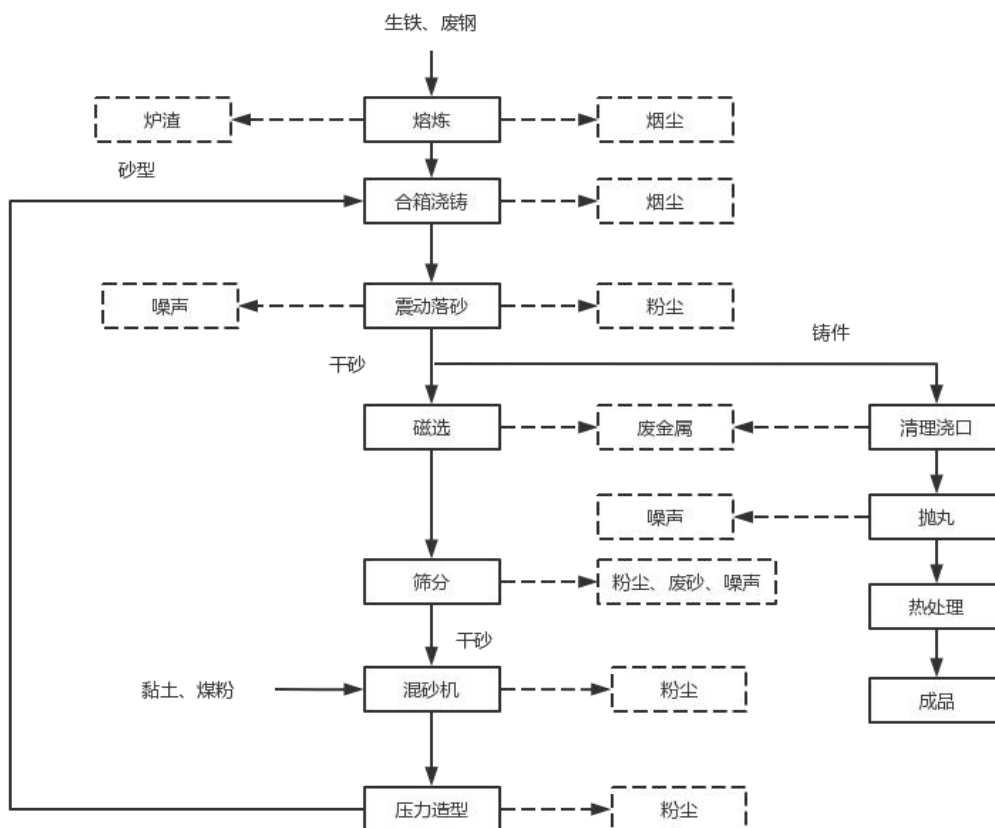 生铁、废钢
炉渣
熔炼
烟尘
砂型
合箱浇铸
烟尘
噪声
震动落砂
粉尘
铸件
干砂
磁选
废金属
清理浇口
噪声
抛丸
筛分
粉尘、废砂、噪声
热处理
干砂
黏土、煤粉
混砂机
粉尘
成品
压力造型
粉尘